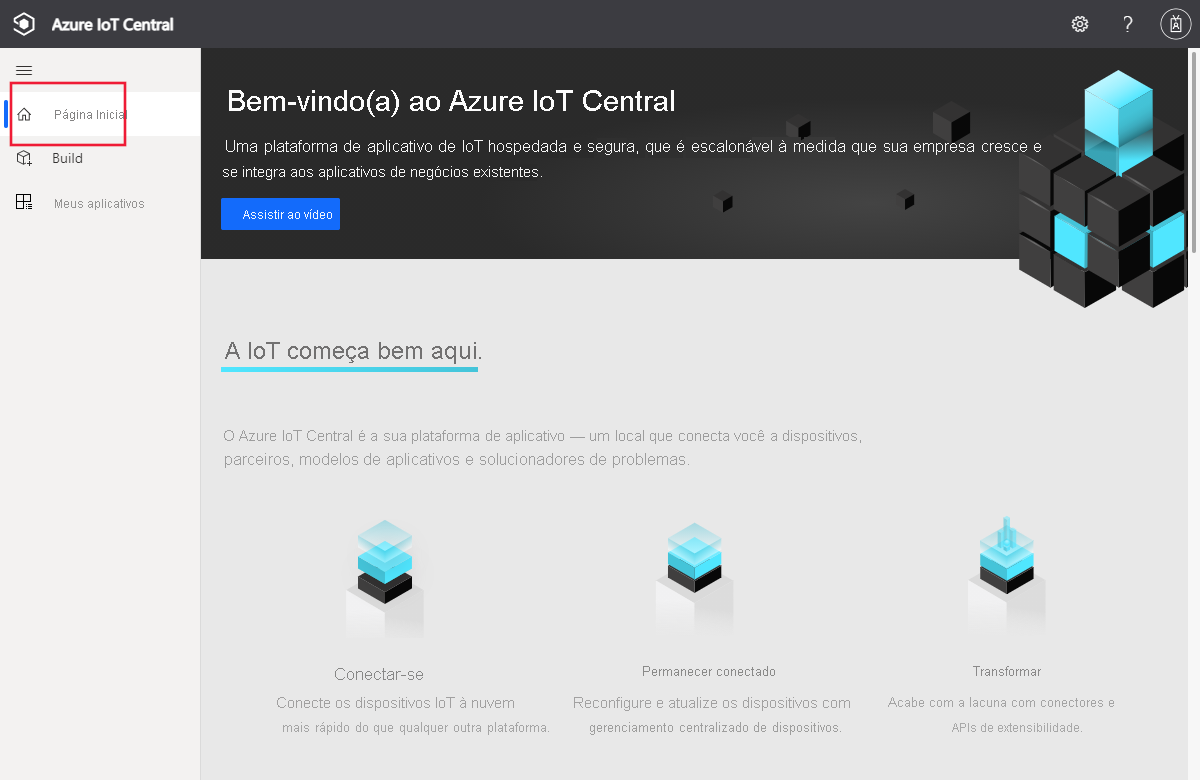 Azure IoT Central
?
Página Inicial
Build
Meus aplicativos
Bem-vindo(a) ao Azure IoT Central
Uma plataforma de aplicativo de IoT hospedada e segura, que é escalonável à medida que sua empresa cresce e
se integra aos aplicativos de negócios existentes.
Assistir ao vídeo
A IoT começa bem aqui.
O Azure IoT Central é a sua plataforma de aplicativo — um local que conecta você a dispositivos,
parceiros, modelos de aplicativos e solucionadores de problemas.
Conectar-se
Conecte os dispositivos IoT à nuvem
mais rápido do que qualquer outra plataforma.
Permanecer conectado
Reconfigure e atualize os dispositivos com
gerenciamento centralizado de dispositivos.
Transformar
Acabe com a lacuna com conectores e
APIs de extensibilidade.